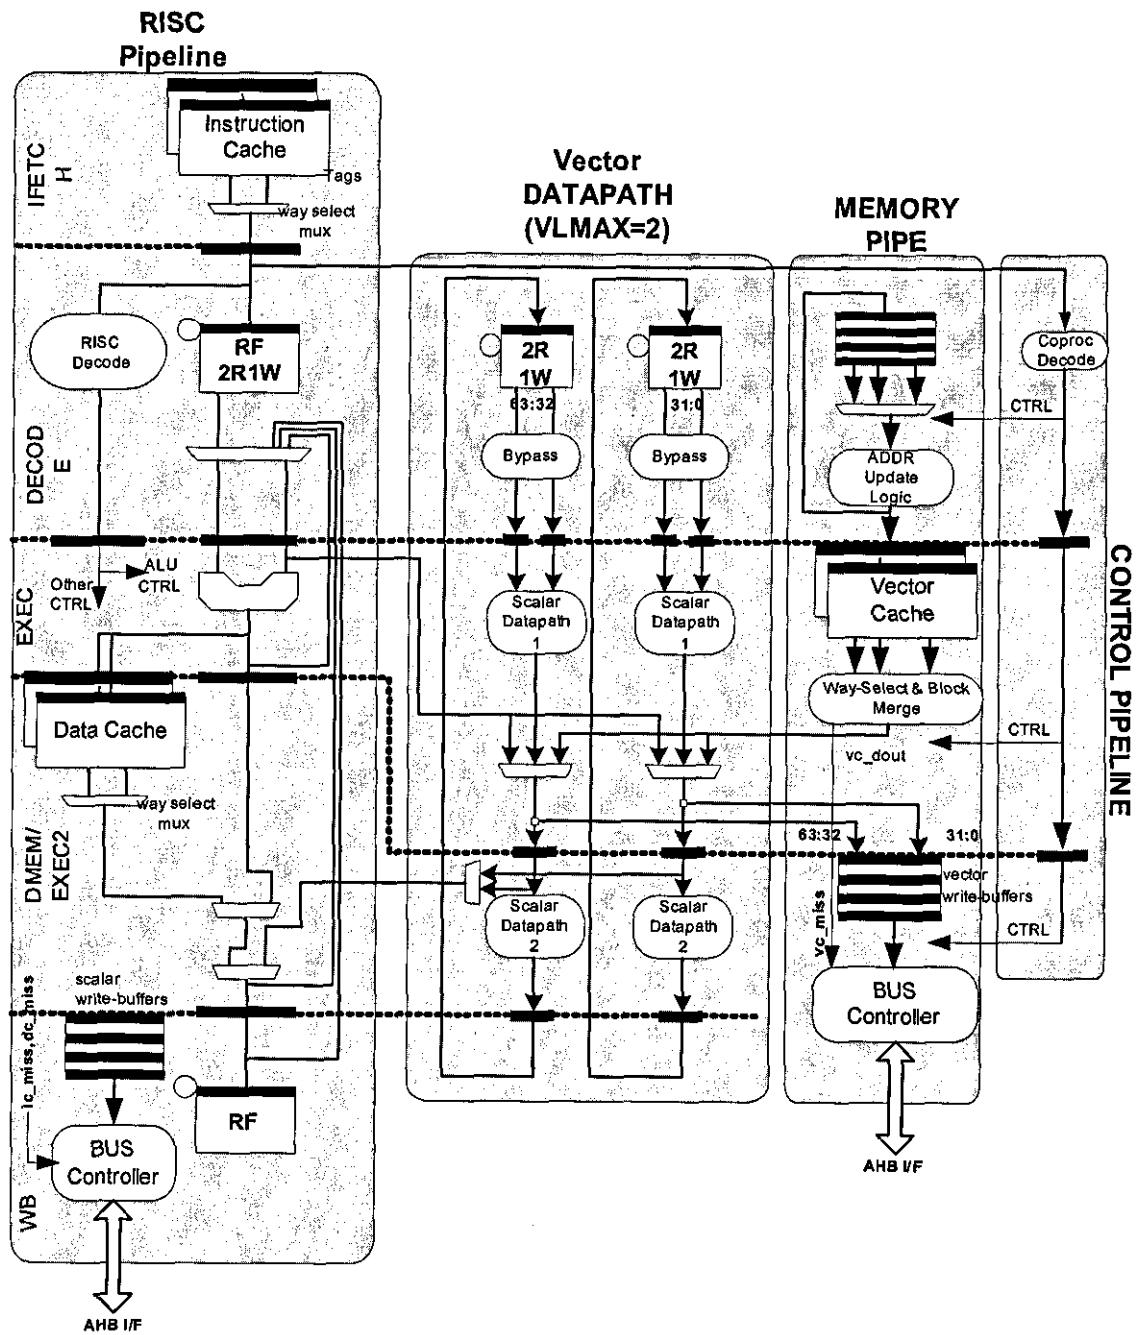 RISC
Pipeline
Instruction
Cache
Tags
way select
mux
IFETC
H
RISC
Decode
RF
2R1W
DECOD
E
ALU
CTRL
Other
CTRL
EXEC
Data Cache
way select
mux
DMEM/
EXEC2
scalar
write-buffers
ic_miss,dc_miss
RF
BUS
Controller
WB
AHB I/F
Vector
DATAPATH
(VLMAX=2)
2R
1W
63:32
Bypass
Scalar
Datapath
1
Scalar
Datapath
2
2R
1W
31:0
Bypass
Scalar
Datapath
1
Scalar
Datapath
2
MEMORY
PIPE
ADDR
Update
Logic
Vector
Cache
Way-Select & Block
Merge
vc_dout
63:32
31:0
vector
write-buffers
vc_miss
BUS
Controller
AHB I/F
Coproc
Decode
CTRL
CTRL
CTRL
CONTROL PIPELINE